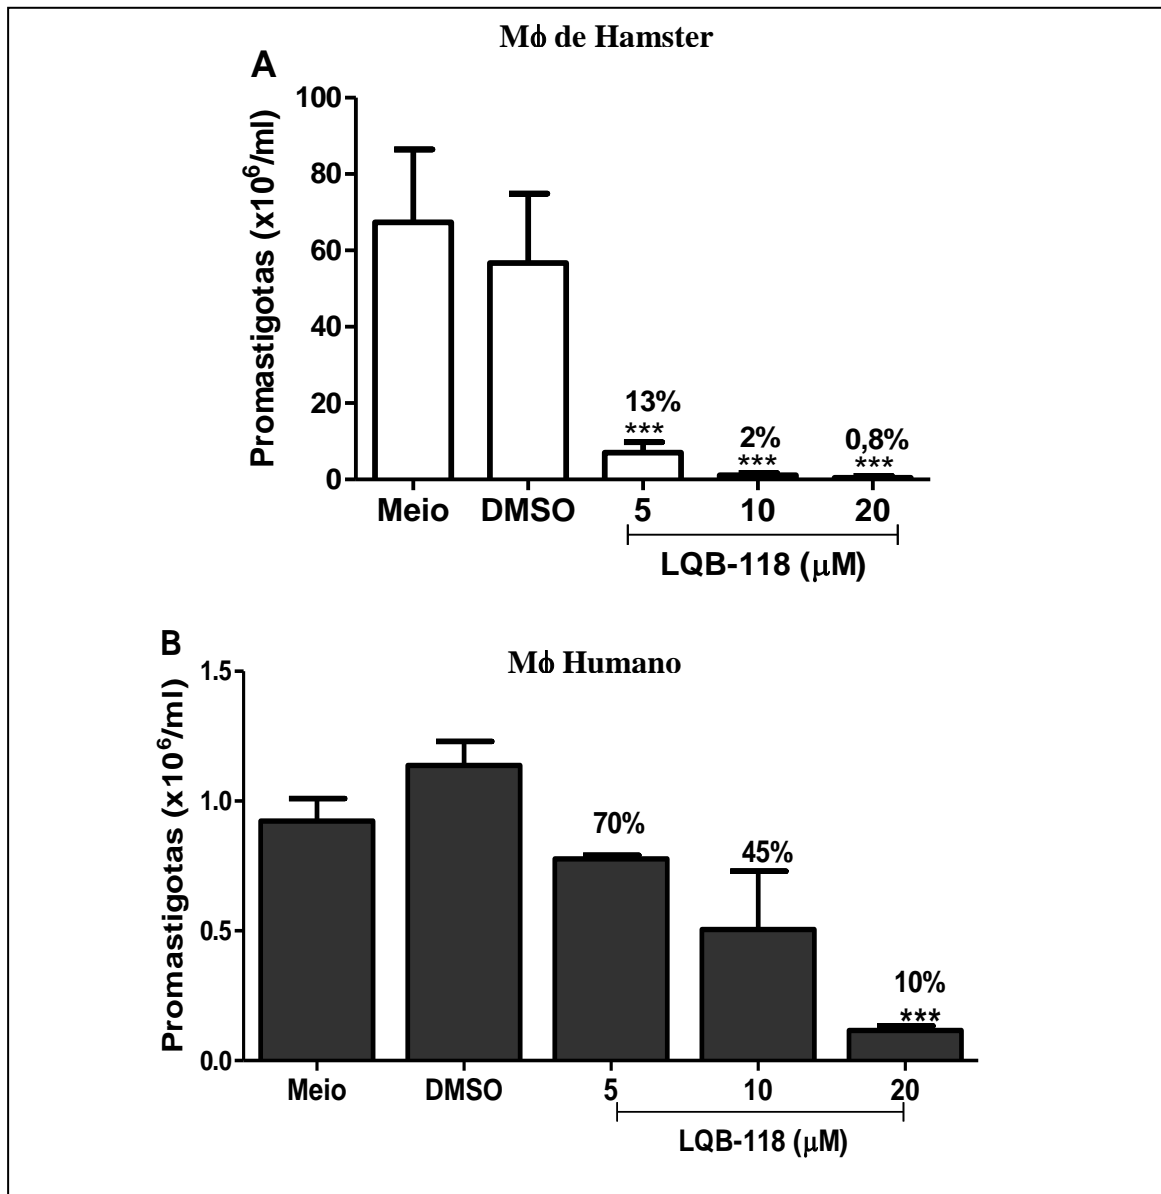 Mϕ de Hamster
A
Promastigotas (x10⁶/ml)
100
80
60
40
20
0
13%
***
2%
***
0,8%
***
Meio DMSO 5 10 20
LQB-118 (μM)
B
Mϕ Humano
Promastigotas (x10⁶/ml)
1.5
1.0
0.5
0.0
70%
45%
10%
***
Meio DMSO 5 10 20
LQB-118 (μM)